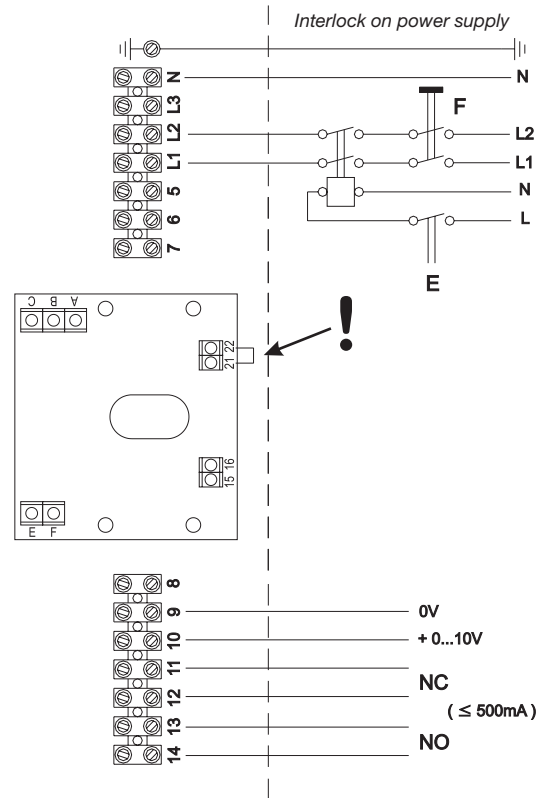 Interlock on power supply
N
N
L3
F
L2
L2
L1
L1
5
N
6
L
7
E
C B A
!
22
21
16
15
E F
8
9
0V
10
+ 0...10V
11
NC
12
( ≤ 500mA )
13
NO
14